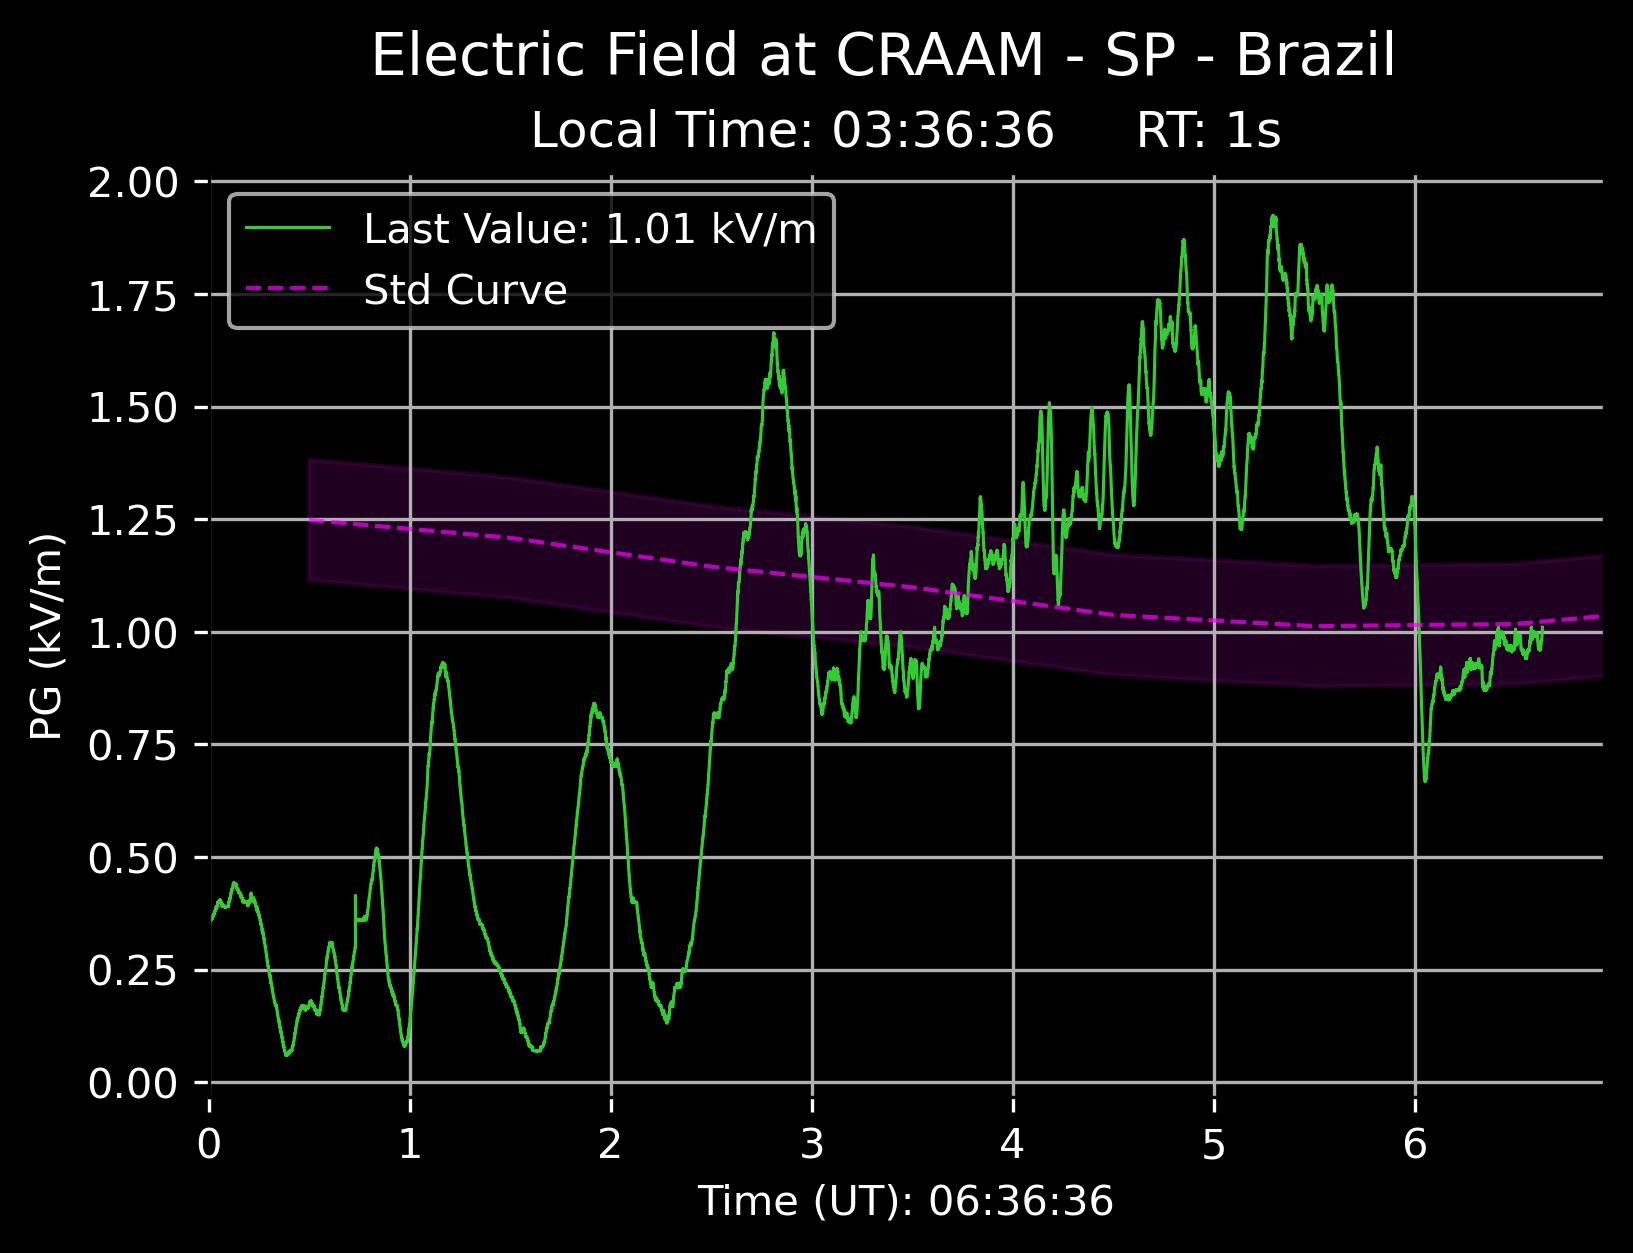 Electric Field at CRAAM - SP - Brazil
Local Time: 03:36:36 RT: 1s
Last Value: 1.01 kV/m
Std Curve
PG (kV/m)
2.00
1.75
1.50
1.25
1.00
0.75
0.50
0.25
0.00
0 1 2 3 4 5 6
Time (UT): 06:36:36